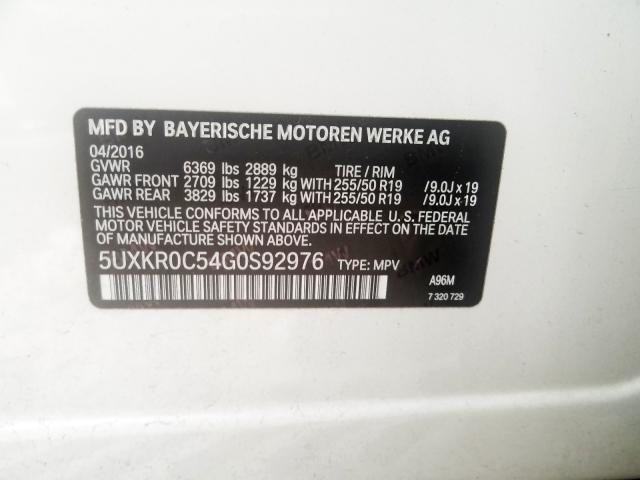 MFD BY BAYERISCHE MOTOREN WERKE AG
04/2016
GVWR 6369 lbs 2889 kg TIRE / RIM
GAWR FRONT 2709 lbs 1229 kg WITH 255/50 R19 /9.0J x 19
GAWR REAR 3829 lbs 1737 kg WITH 255/50 R19 /9.0J x 19
THIS VEHICLE CONFORMS TO ALL APPLICABLE U. S. FEDERAL
MOTOR VEHICLE SAFETY STANDARDS IN EFFECT ON THE
DATE OF MANUFACTURE SHOWN ABOVE.
5UXKR0C54G0S92976 TYPE: MPV
BMW
A96M
7 320 729